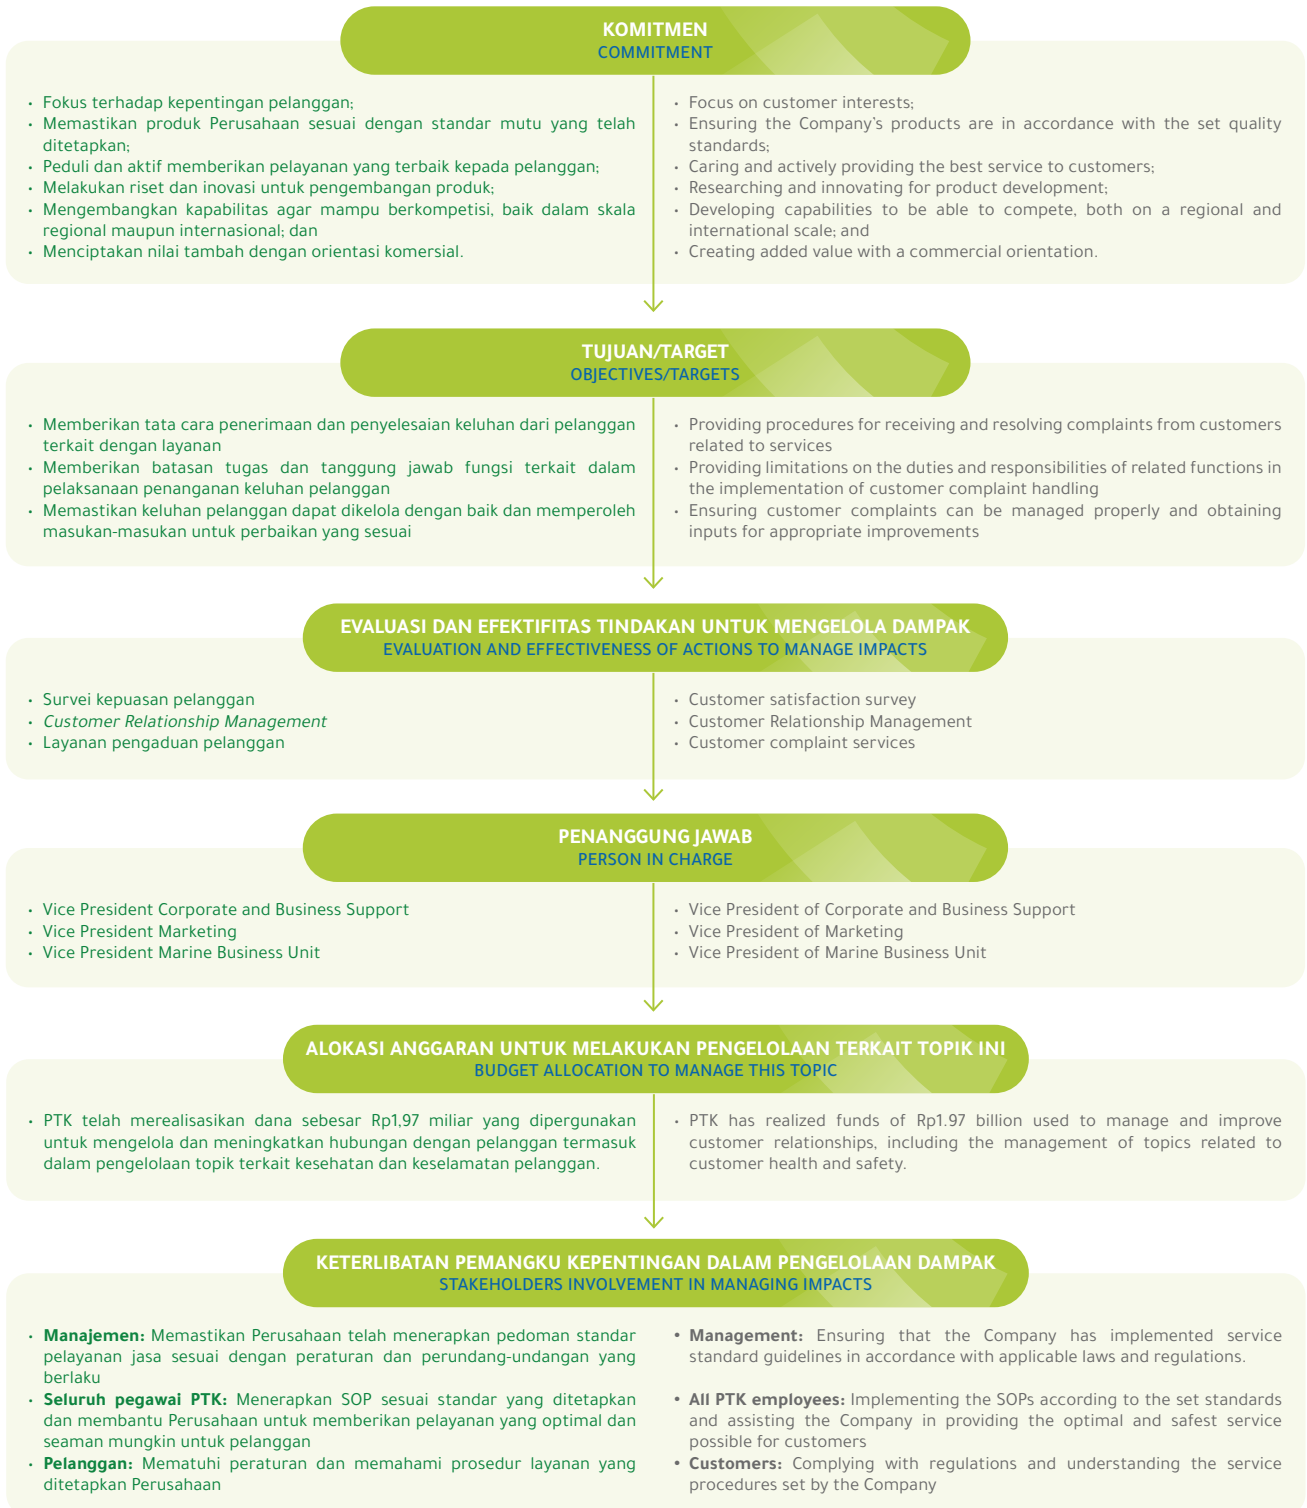 KOMITMEN
COMMITMENT
• Fokus terhadap kepentingan pelanggan;
• Memastikan produk Perusahaan sesuai dengan standar mutu yang telah
ditetapkan;
• Peduli dan aktif memberikan pelayanan yang terbaik kepada pelanggan;
• Melakukan riset dan inovasi untuk pengembangan produk;
• Mengembangkan kapabilitas agar mampu berkompetisi, baik dalam skala
regional maupun internasional; dan
• Menciptakan nilai tambah dengan orientasi komersial.
• Focus on customer interests;
• Ensuring the Company’s products are in accordance with the set quality
standards;
• Caring and actively providing the best service to customers;
• Researching and innovating for product development;
• Developing capabilities to be able to compete, both on a regional and
international scale; and
• Creating added value with a commercial orientation.
TUJUAN/TARGET
OBJECTIVES/TARGETS
• Memberikan tata cara penerimaan dan penyelesaian keluhan dari pelanggan
terkait dengan layanan
• Memberikan batasan tugas dan tanggung jawab fungsi terkait dalam
pelaksanaan penanganan keluhan pelanggan
• Memastikan keluhan pelanggan dapat dikelola dengan baik dan memperoleh
masukan-masukan untuk perbaikan yang sesuai
• Providing procedures for receiving and resolving complaints from customers
related to services
• Providing limitations on the duties and responsibilities of related functions in
the implementation of customer complaint handling
• Ensuring customer complaints can be managed properly and obtaining
inputs for appropriate improvements
EVALUASI DAN EFEKTIFITAS TINDAKAN UNTUK MENGELOLA DAMPAK
EVALUATION AND EFFECTIVENESS OF ACTIONS TO MANAGE IMPACTS
• Survei kepuasan pelanggan
• Customer Relationship Management
• Layanan pengaduan pelanggan
• Customer satisfaction survey
• Customer Relationship Management
• Customer complaint services
PENANGGUNG JAWAB
PERSON IN CHARGE
• Vice President Corporate and Business Support
• Vice President Marketing
• Vice President Marine Business Unit
• Vice President of Corporate and Business Support
• Vice President of Marketing
• Vice President of Marine Business Unit
ALOKASI ANGGARAN UNTUK MELAKUKAN PENGELOLAAN TERKAIT TOPIK INI
BUDGET ALLOCATION TO MANAGE THIS TOPIC
• PTK telah merealisasikan dana sebesar Rp1,97 miliar yang dipergunakan
untuk mengelola dan meningkatkan hubungan dengan pelanggan termasuk
dalam pengelolaan topik terkait kesehatan dan keselamatan pelanggan.
• PTK has realized funds of Rp1.97 billion used to manage and improve
customer relationships, including the management of topics related to
customer health and safety.
KETERLIBATAN PEMANGKU KEPENTINGAN DALAM PENGELOLAAN DAMPAK
STAKEHOLDERS INVOLVEMENT IN MANAGING IMPACTS
• Manajemen: Memastikan Perusahaan telah menerapkan pedoman standar
pelayanan jasa sesuai dengan peraturan dan perundang-undangan yang
berlaku
• Seluruh pegawai PTK: Menerapkan SOP sesuai standar yang ditetapkan
dan membantu Perusahaan untuk memberikan pelayanan yang optimal dan
seaman mungkin untuk pelanggan
• Pelanggan: Mematuhi peraturan dan memahami prosedur layanan yang
ditetapkan Perusahaan
• Management: Ensuring that the Company has implemented service
standard guidelines in accordance with applicable laws and regulations.
• All PTK employees: Implementing the SOPs according to the set standards
and assisting the Company in providing the optimal and safest service
possible for customers
• Customers: Complying with regulations and understanding the service
procedures set by the Company